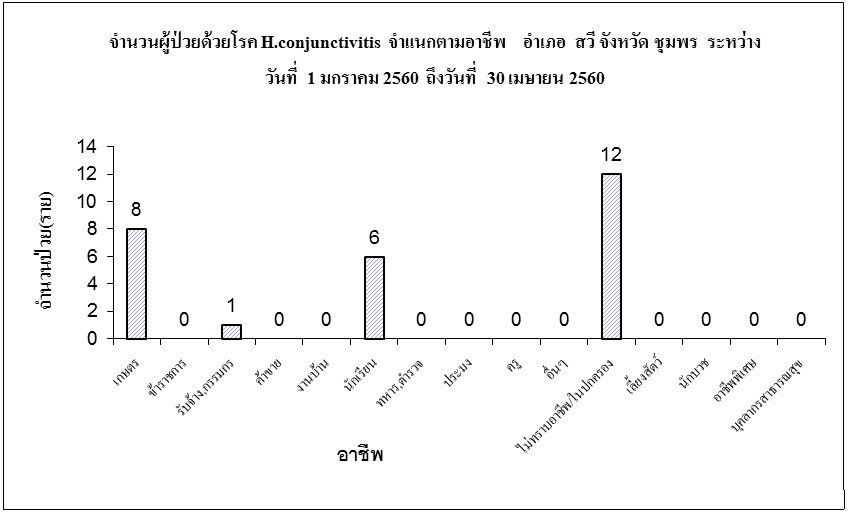 จำนวนผู้ป่วยด้วยโรค H.conjunctivitis จำแนกตามอาชีพ อำเภอ สวี จังหวัด ชุมพร ระหว่าง
วันที่ 1 มกราคม 2560 ถึงวันที่ 30 เมษายน 2560
จำนวนป่วย(ราย)
14
12
10
8
6
4
2
0
8
0
1
0
0
6
0
0
0
0
12
0
0
0
0
เกษตร
ข้าราชการ
รับจ้าง,กรรมกร
ค้าขาย
งานบ้าน
นักเรียน
ทหาร,ตำรวจ
ประมง
ครู
อื่นๆ
ไม่ทราบอาชีพ/ในปกครอง
เลี้ยงสัตว์
นักบวช
อาชีพพิเศษ
บุคลากรสาธารณสุข
อาชีพ